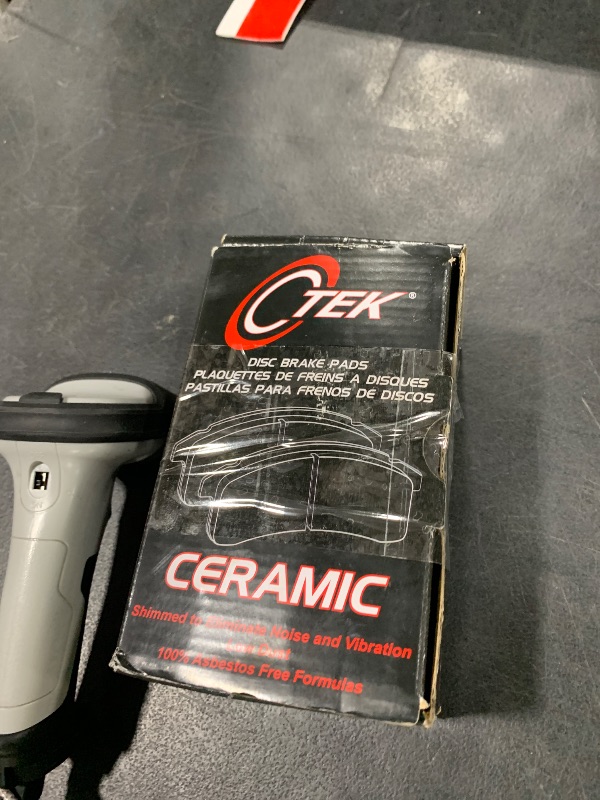 CTEK®
DISC BRAKE PADS
PLAQUETTES DE FREINS A DISQUES
PASTILLAS PARA FRENOS DE DISCOS
CERAMIC
Shimmed to Noise and Vibration
100% Asbestos Free Formulas